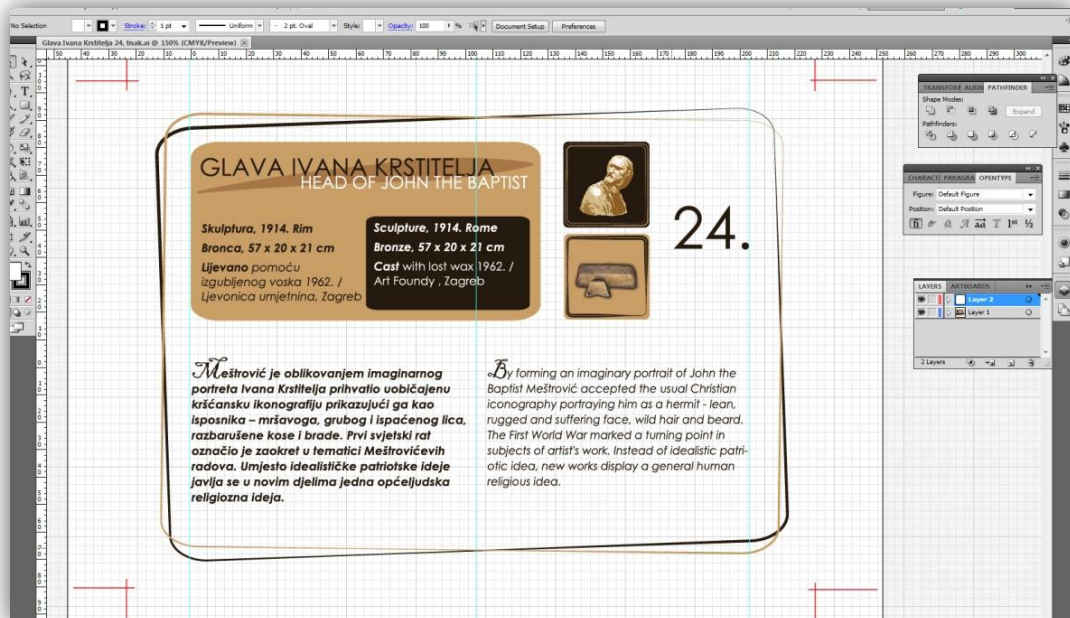 No Selection
Stroke: 1 pt Uniform 2 pt. Oval Style: Opacity: 100 % Document Setup Preferences
Glava Ivana Krstitelja 24, tisak.ai @ 150% (CMYK/Preview)
GLAVA IVANA KRSTITELJA
HEAD OF JOHN THE BAPTIST
Skulptura, 1914. Rim
Bronca, 57 x 20 x 21 cm
Lijevano pomoću
izgubljenog voska 1962. /
Ljevonica umjetnina, Zagreb
Sculpture, 1914. Rome
Bronze, 57 x 20 x 21 cm
Cast with lost wax 1962. /
Art Foundy , Zagreb
24.
Meštrović je oblikovanjem imaginarnog
portreta Ivana Krstitelja prihvatio uobičajenu
kršćansku ikonografiju prikazujući ga kao
isposnika – mršavoga, grubog i ispaćenog lica,
razbarušene kose i brade. Prvi svjetski rat
označio je zaokret u tematici Meštrovićevih
radova. Umjesto idealističke patriotske ideje
javlja se u novim djelima jedna općeljudska
religiozna ideja.
By forming an imaginary portrait of John the
Baptist Meštrović accepted the usual Christian
iconography portraying him as a hermit - lean,
rugged and suffering face, wild hair and beard.
The First World War marked a turning point in
subjects of artist's work. Instead of idealistic patri-
otic idea, new works display a general human
religious idea.
TRANSFORM ALIGN PATHFINDER
Shape Modes:
Expand
Pathfinders:
CHARACTE PARAGRA OPENTYPE
Figure: Default Figure
Position: Default Position
LAYERS ARTBOARDS
Layer 2
Layer 1
2 Layers